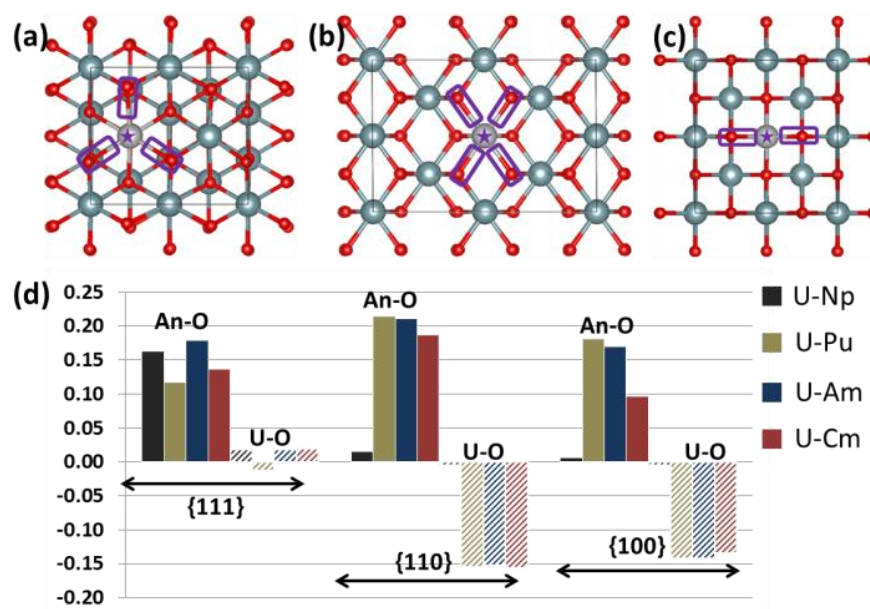 (a) (b) (c)
(d)
0.25
0.20
0.15
0.10
0.05
0.00
-0.05
-0.10
-0.15
-0.20
An-O
U-O
{111}
An-O
U-O
{110}
An-O
U-O
{100}
U-Np
U-Pu
U-Am
U-Cm